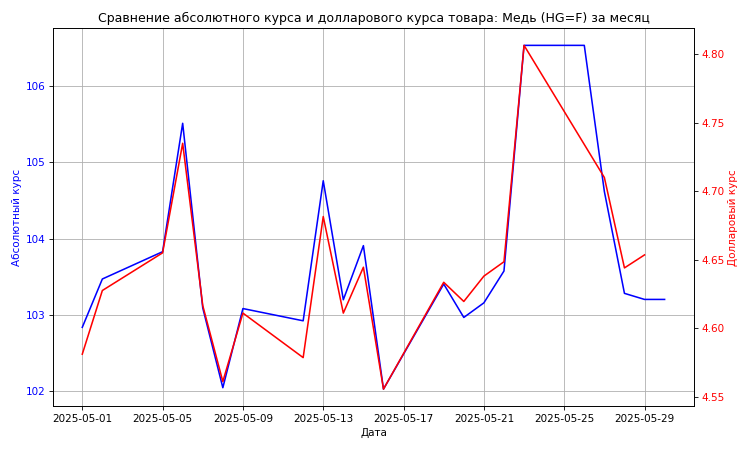 Сравнение абсолютного курса и долларового курса товара: Медь (HG=F) за месяц
Абсолютный курс
106
105
104
103
102
4.80
4.75
4.70
4.65
4.60
4.55
Долларовый курс
2025-05-01 2025-05-05 2025-05-09 2025-05-13 2025-05-17 2025-05-21 2025-05-25 2025-05-29
Дата